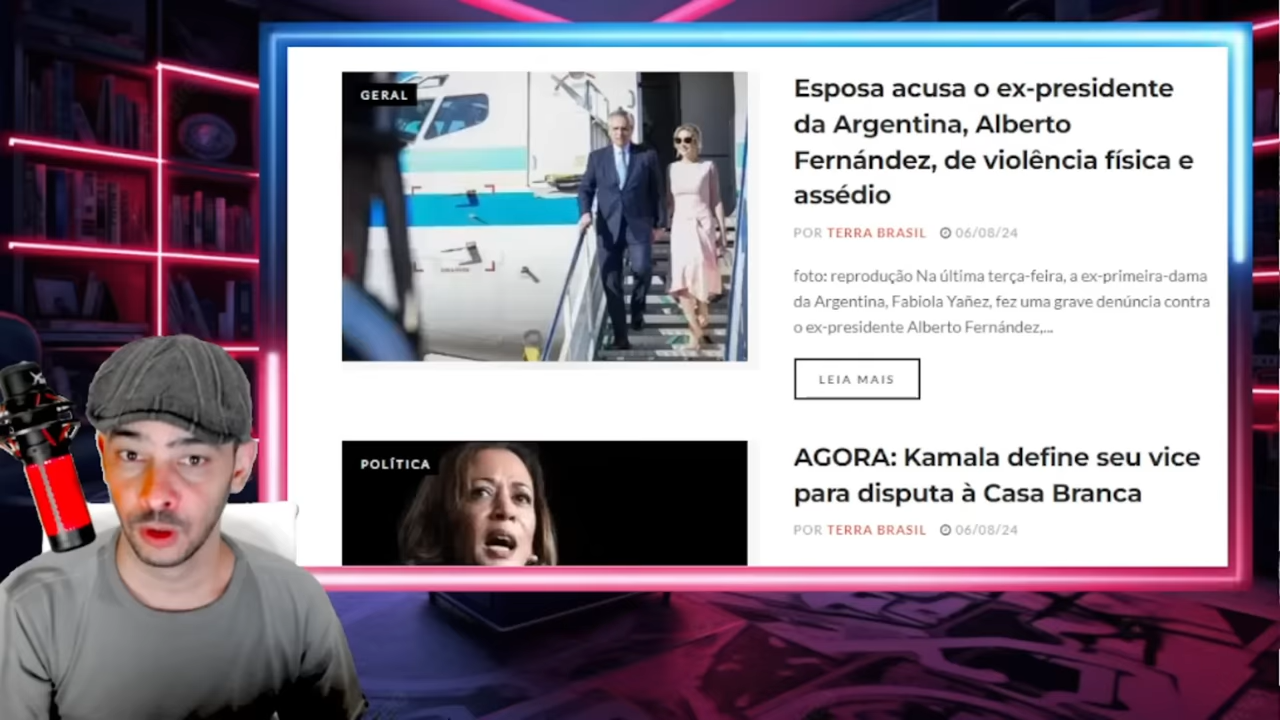 GERAL
Esposa acusa o ex-presidente
da Argentina, Alberto
Fernández, de violência física e
assédio
POR TERRA BRASIL 06/08/24
foto: reprodução Na última terça-feira, a ex-primeira-dama
da Argentina, Fabiola Yañez, fez uma grave denúncia contra
o ex-presidente Alberto Fernández,...
LEIA MAIS
POLÍTICA
AGORA: Kamala define seu vice
para disputa à Casa Branca
POR TERRA BRASIL 06/08/24